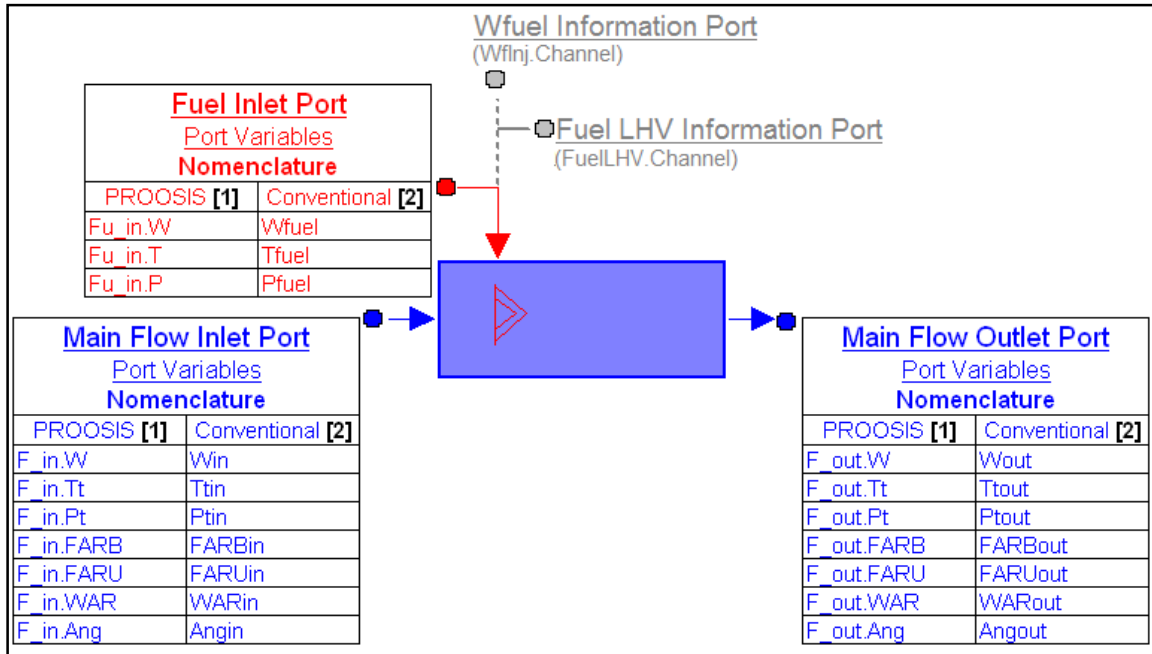 Wfuel Information Port
(WfInj.Channel)
Fuel LHV Information Port
(FuelLHV.Channel)
Fuel Inlet Port
Port Variables
Nomenclature
PROOSIS [1] Conventional [2]
Fu_in.W Wfuel
Fu_in.T Tfuel
Fu_in.P Pfuel
Main Flow Inlet Port
Port Variables
Nomenclature
PROOSIS [1] Conventional [2]
F_in.W Win
F_in.Tt Ttin
F_in.Pt Ptin
F_in.FARB FARBin
F_in.FARU FARUin
F_in.WAR WARin
F_in.Ang Angin
Main Flow Outlet Port
Port Variables
Nomenclature
PROOSIS [1] Conventional [2]
F_out.W Wout
F_out.Tt Ttout
F_out.Pt Ptout
F_out.FARB FARBout
F_out.FARU FARUout
F_out.WAR WARout
F_out.Ang Angout